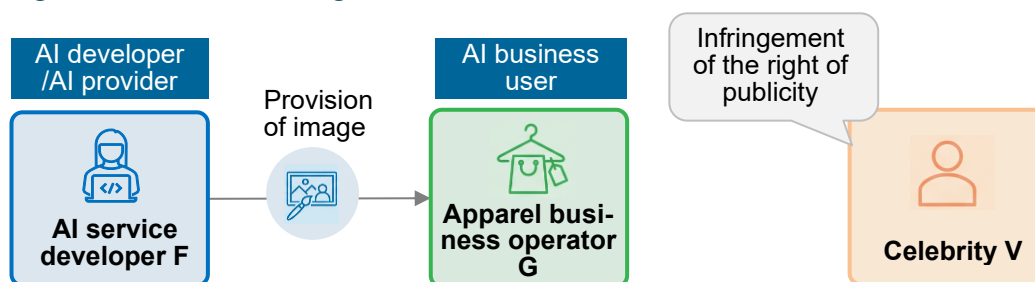 AI developer
/AI provider
Provision
of image
AI business
user
Infringement
of the right of
publicity
</>
AI service
developer F
Apparel busi-
ness operator
G
Celebrity V